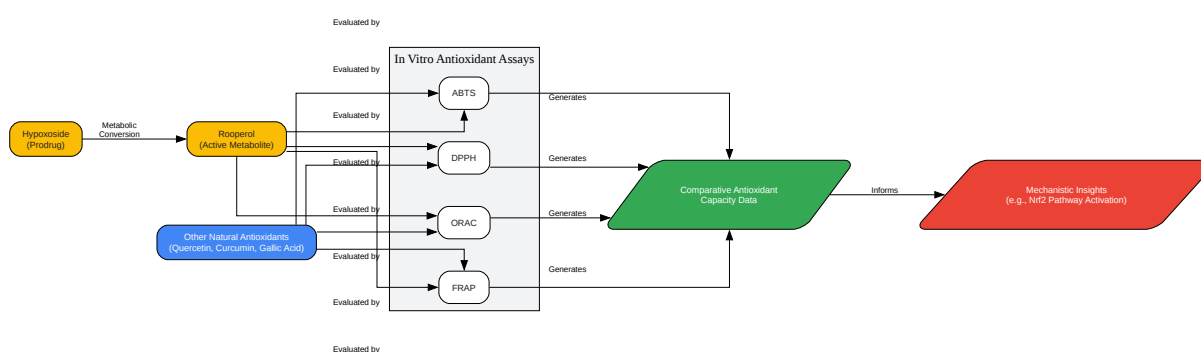 Evaluated by
In Vitro Antioxidant Assays
Evaluated by
ABTS
Generates
Evaluated by
Hypoxoside
(Prodrug)
Metabolic
Conversion
Rooperol
(Active Metabolite)
DPPH
Evaluated by
Generates
Comparative Antioxidant
Capacity Data
Informs
Mechanistic Insights
(e.g., Nrf2 Pathway Activation)
Evaluated by
ORAC
Generates
Other Natural Antioxidants
(Quercetin, Curcumin, Gallic Acid)
Evaluated by
Generates
FRAP
Evaluated by
Evaluated by